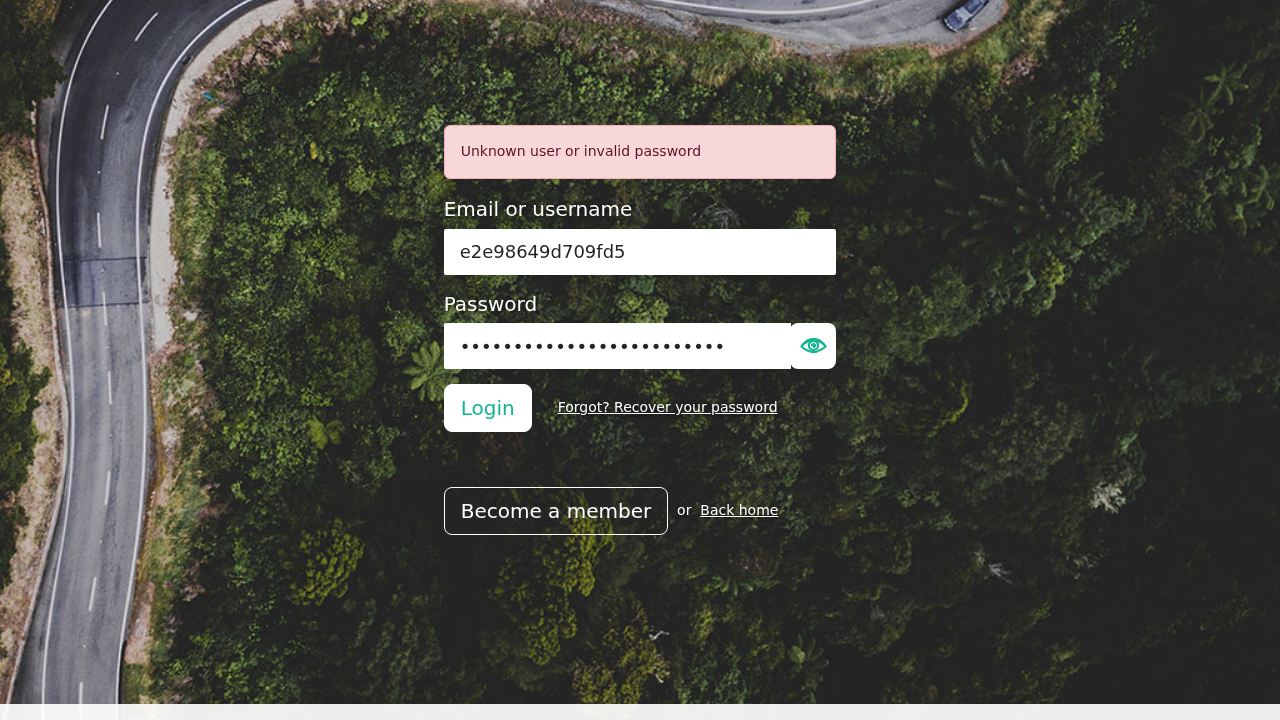 Unknown user or invalid password
Email or username
e2e98649d709fd5
Password
•••••••••••••••••••••••••
Login
Forgot? Recover your password
Become a member
or
Back home